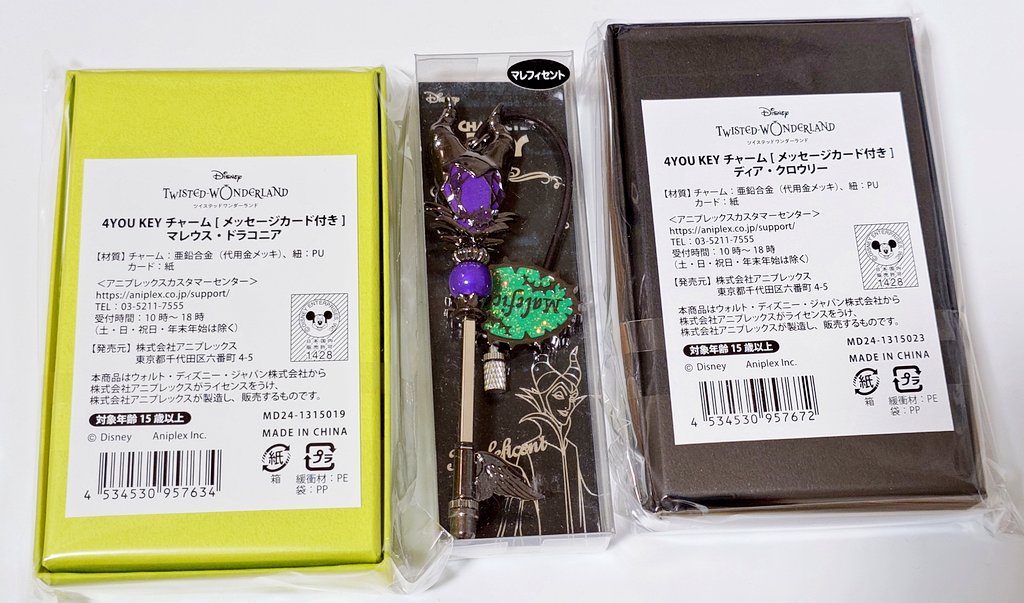 Disney
TWISTED-WONDERLAND
ツイステッドワンダーランド
4YOU KEY チャーム [ メッセージカード付き ]
マレウス・ドラコニア
【材質】チャーム：亜鉛合金（代用金メッキ）、紐：PU
カード：紙
＜アニプレックスカスタマーセンター＞
https://aniplex.co.jp/support/
TEL：03-5211-7555
受付時間：10 時〜 18 時
（土・日・祝日・年末年始は除く）
【発売元】株式会社アニプレックス
東京都千代田区六番町 4-5
本商品はウォルト・ディズニー・ジャパン株式会社から
株式会社アニプレックスがライセンスをうけ、
株式会社アニプレックスが製造し、販売するものです。
1428
対象年齢 15 歳以上
MD24-1315019
© Disney Aniplex Inc.
MADE IN CHINA
4 534530 957634
紙
プラ
箱
緩衝材：PE
袋：PP
マレフィセント
Disney
Maleficent
Disney
TWISTED-WONDERLAND
ツイステッドワンダーランド
4YOU KEY チャーム [ メッセージカード付き ]
ディア・クロウリー
【材質】チャーム：亜鉛合金（代用金メッキ）、紐：PU
カード：紙
＜アニプレックスカスタマーセンター＞
https://aniplex.co.jp/support/
TEL：03-5211-7555
受付時間：10 時〜 18 時
（土・日・祝日・年末年始は除く）
【発売元】株式会社アニプレックス
東京都千代田区六番町 4-5
本商品はウォルト・ディズニー・ジャパン株式会社から
株式会社アニプレックスがライセンスをうけ、
株式会社アニプレックスが製造し、販売するものです。
1428
対象年齢 15 歳以上
MD24-1315023
© Disney Aniplex Inc.
MADE IN CHINA
4 534530 957672
紙
プラ
箱
緩衝材：PE
袋：PP